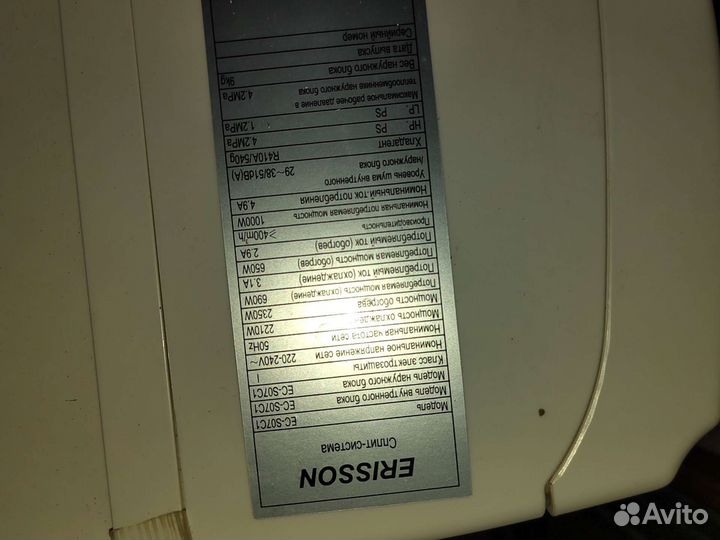 ERISSON
Сплит-система
Модель EC-S07C1
Модель внутреннего блока EC-S07C1
Модель наружного блока EC-S07C1
Класс электрозащиты I
Номинальное напряжение сети 220-240V~
Номинальная частота сети 50Hz
Мощность охлажде- 2210W
Мощность обогрева 2350W
Потребляемая мощность (охлаждение) 690W
Потребляемый ток (охлаждение) 3.1A
Потребляемая мощность (обогрев) 650W
Потребляемый ток (обогрев) 2.9A
Производительность ≥400m³/h
Номинальная потребляемая мощность 1000W
Номинальный ток потребления 4.9A
Уровень шума внутреннего
/наружного блока 29~38/51dB(A)
Хладагент R410A/540g
HP. PS 4.2MPa
LP. PS 1.2MPa
Максимальное рабочее давление в
теплообменнике наружного блока 4.2MPa
Вес наружного блока 9kg
Дата выпуска
Серийный номер
Avito